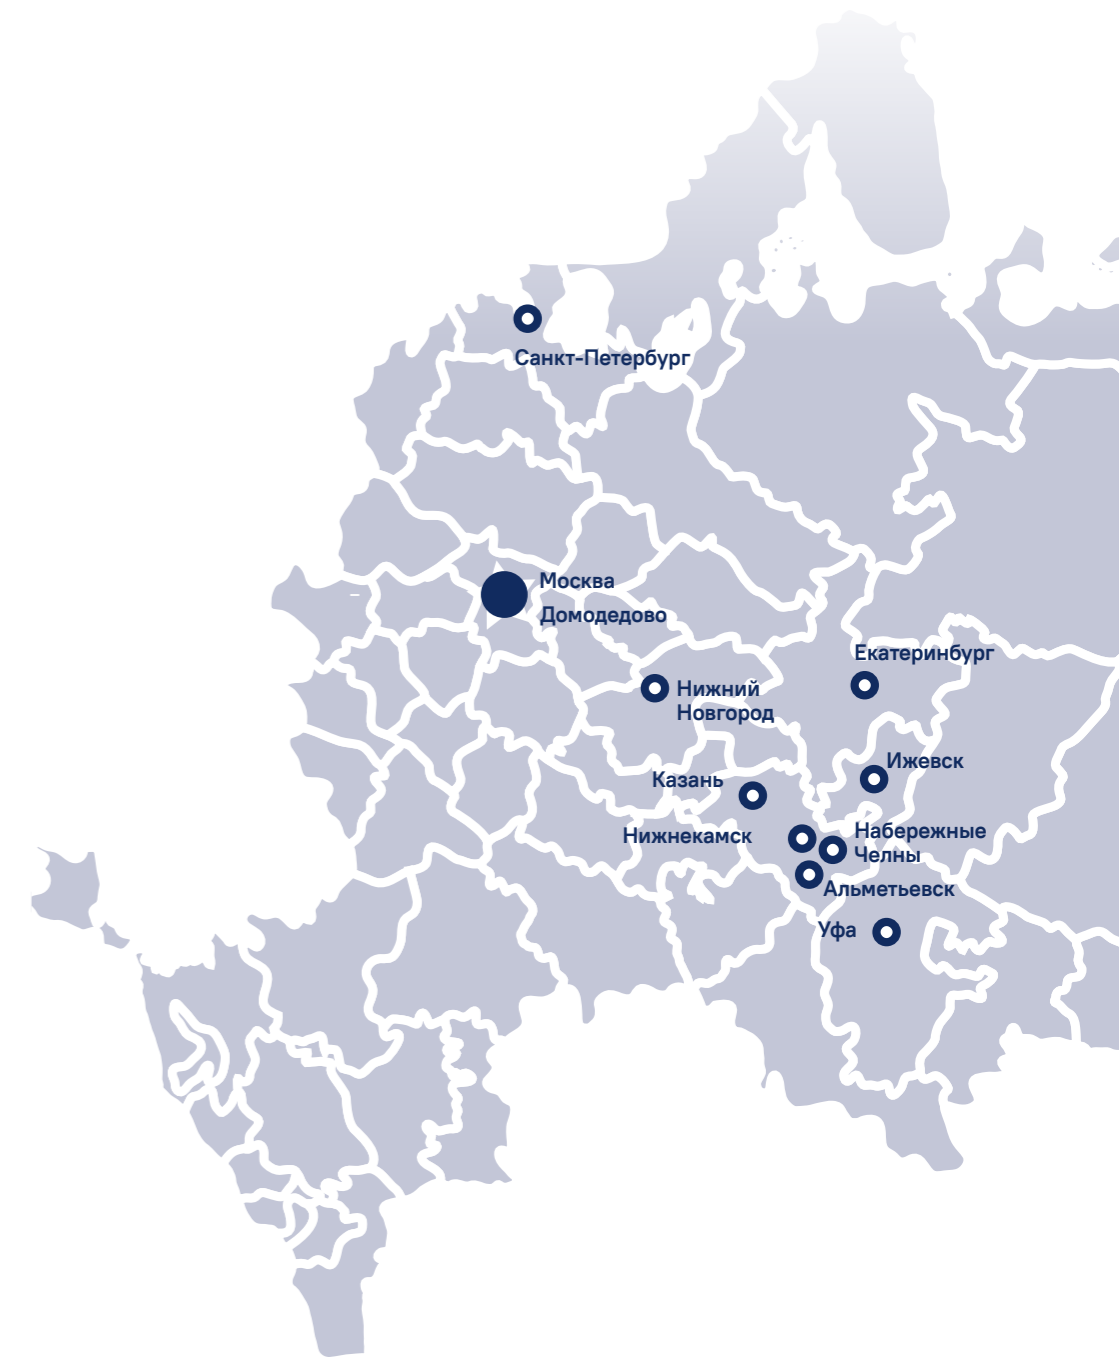 Санкт-Петербург
Москва
Домодедово
Екатеринбург
Нижний
Новгород
Ижевск
Казань
Нижнекамск
Набережные
Челны
Альметьевск
Уфа